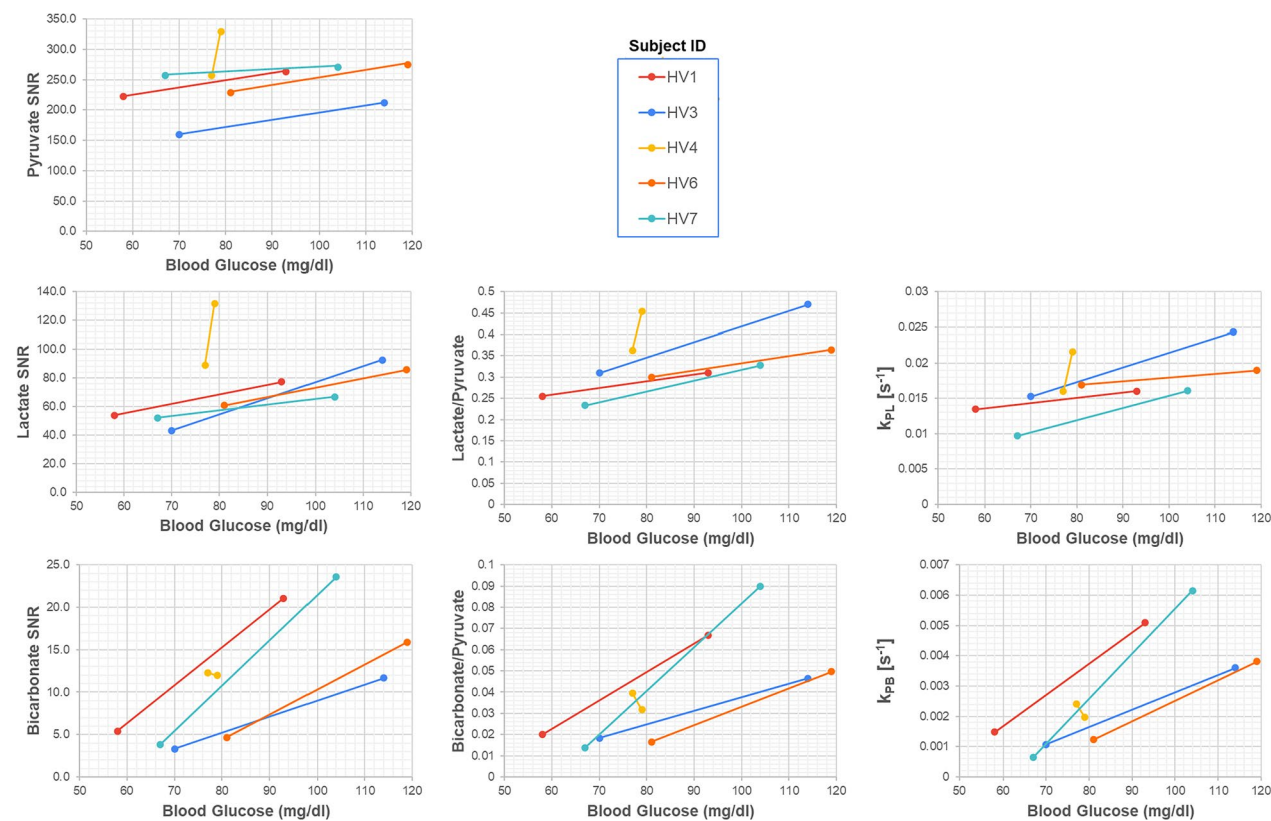 350.0
300.0
250.0
200.0
150.0
100.0
50.0
0.0
Pyruvate SNR
50 60 70 80 90 100 110 120
Blood Glucose (mg/dl)
Subject ID
HV1
HV3
HV4
HV6
HV7
140.0
120.0
100.0
80.0
60.0
40.0
20.0
0.0
Lactate SNR
50 60 70 80 90 100 110 120
Blood Glucose (mg/dl)
0.5
0.45
0.4
0.35
0.3
0.25
0.2
0.15
0.1
0.05
0
Lactate/Pyruvate
50 60 70 80 90 100 110 120
Blood Glucose (mg/dl)
0.03
0.025
0.02
0.015
0.01
0.005
0
kPL [s-1]
50 60 70 80 90 100 110 120
Blood Glucose (mg/dl)
25.0
20.0
15.0
10.0
5.0
0.0
Bicarbonate SNR
50 60 70 80 90 100 110 120
Blood Glucose (mg/dl)
0.1
0.09
0.08
0.07
0.06
0.05
0.04
0.03
0.02
0.01
0
Bicarbonate/Pyruvate
50 60 70 80 90 100 110 120
Blood Glucose (mg/dl)
0.007
0.006
0.005
0.004
0.003
0.002
0.001
0
kPB [s-1]
50 60 70 80 90 100 110 120
Blood Glucose (mg/dl)